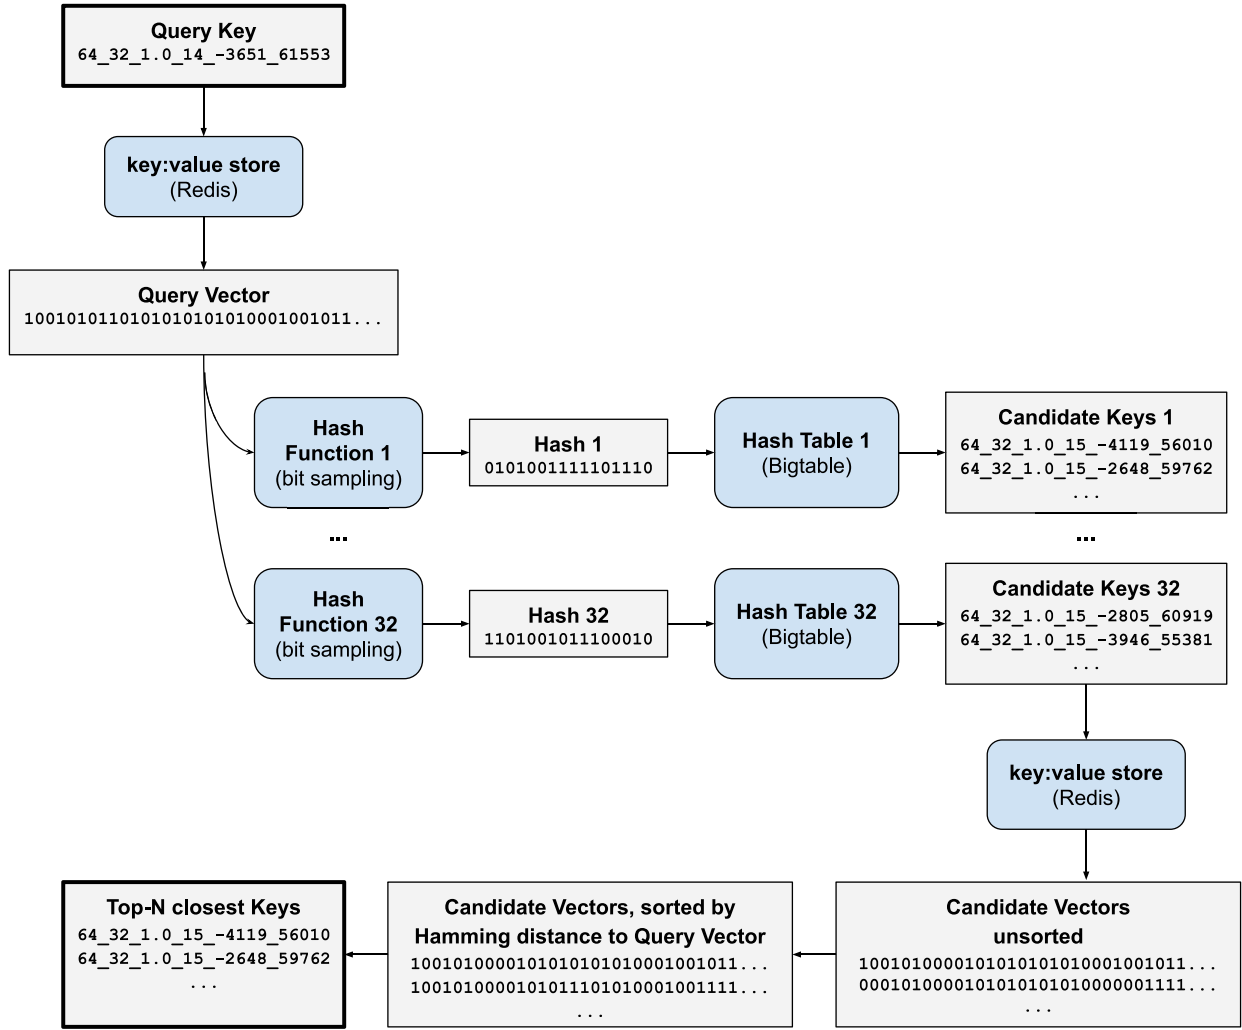 Query Key
64_32_1.0_14_-3651_61553
key:value store
(Redis)
Query Vector
1001010110101010101010001001011...
Hash
Function 1
(bit sampling)
Hash 1
0101001111101110
Hash Table 1
(Bigtable)
Candidate Keys 1
64_32_1.0_15_-4119_56010
64_32_1.0_15_-2648_59762
...
...
...
Hash
Function 32
(bit sampling)
Hash 32
1101001011100010
Hash Table 32
(Bigtable)
Candidate Keys 32
64_32_1.0_15_-2805_60919
64_32_1.0_15_-3946_55381
...
key:value store
(Redis)
Candidate Vectors
unsorted
1001010000101010101010001001011...
0001010000101010101010000001111...
...
Candidate Vectors, sorted by
Hamming distance to Query Vector
1001010000101010101010001001011...
1001010000101011101010001001111...
...
Top-N closest Keys
64_32_1.0_15_-4119_56010
64_32_1.0_15_-2648_59762
...